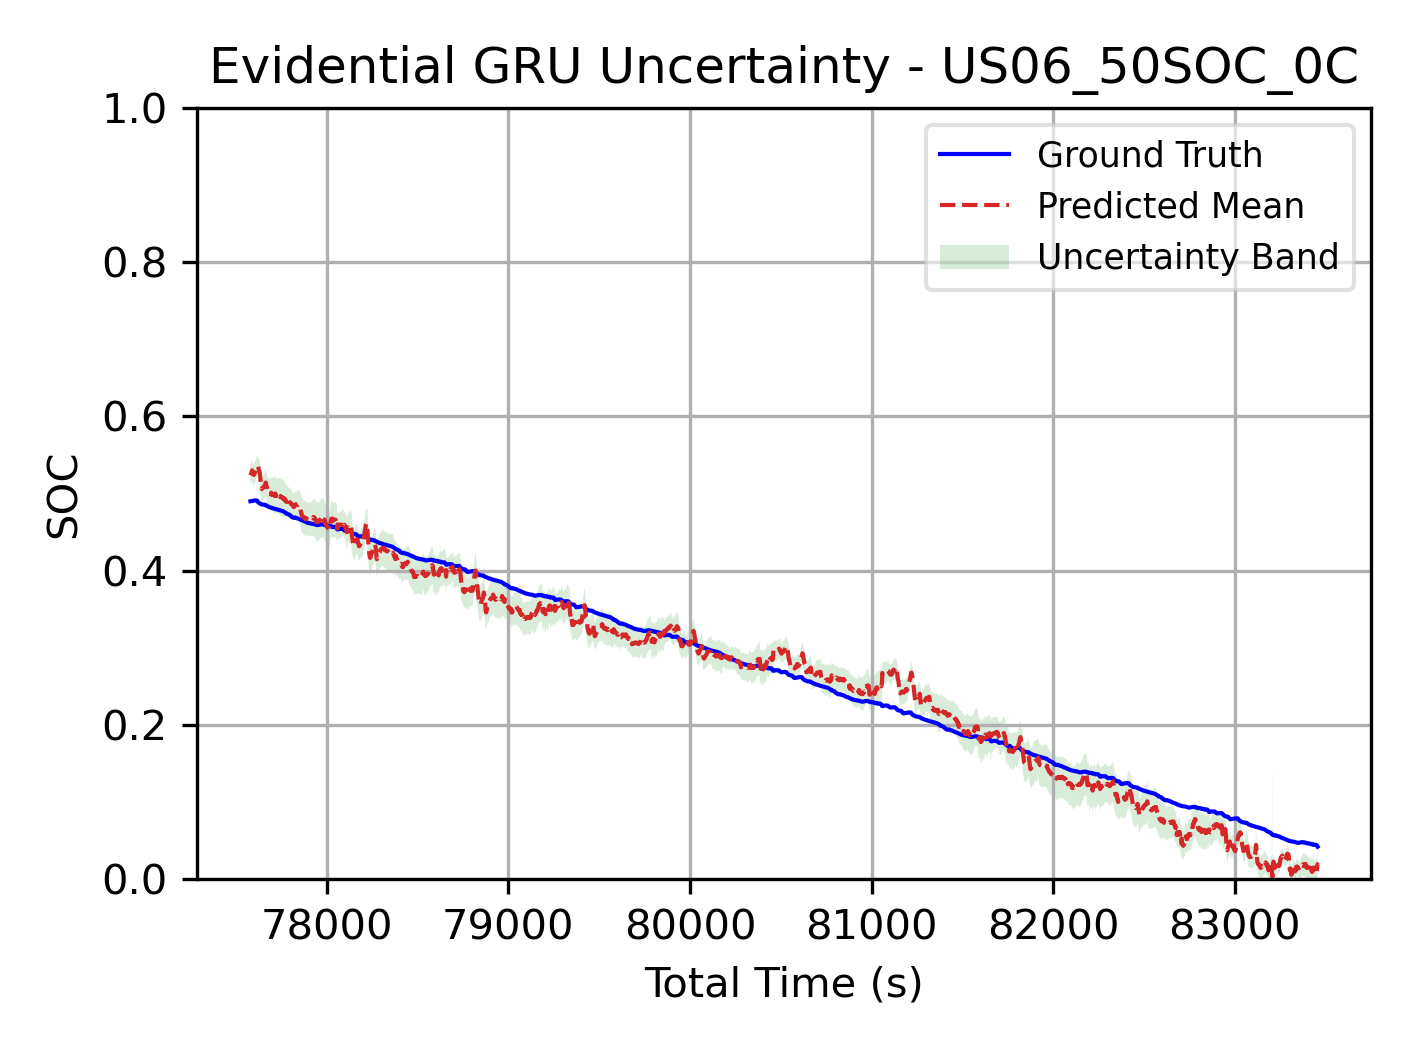 Evidential GRU Uncertainty - US06_50SOC_0C
1.0
0.8
0.6
0.4
0.2
0.0
SOC
Ground Truth
Predicted Mean
Uncertainty Band
78000 79000 80000 81000 82000 83000
Total Time (s)